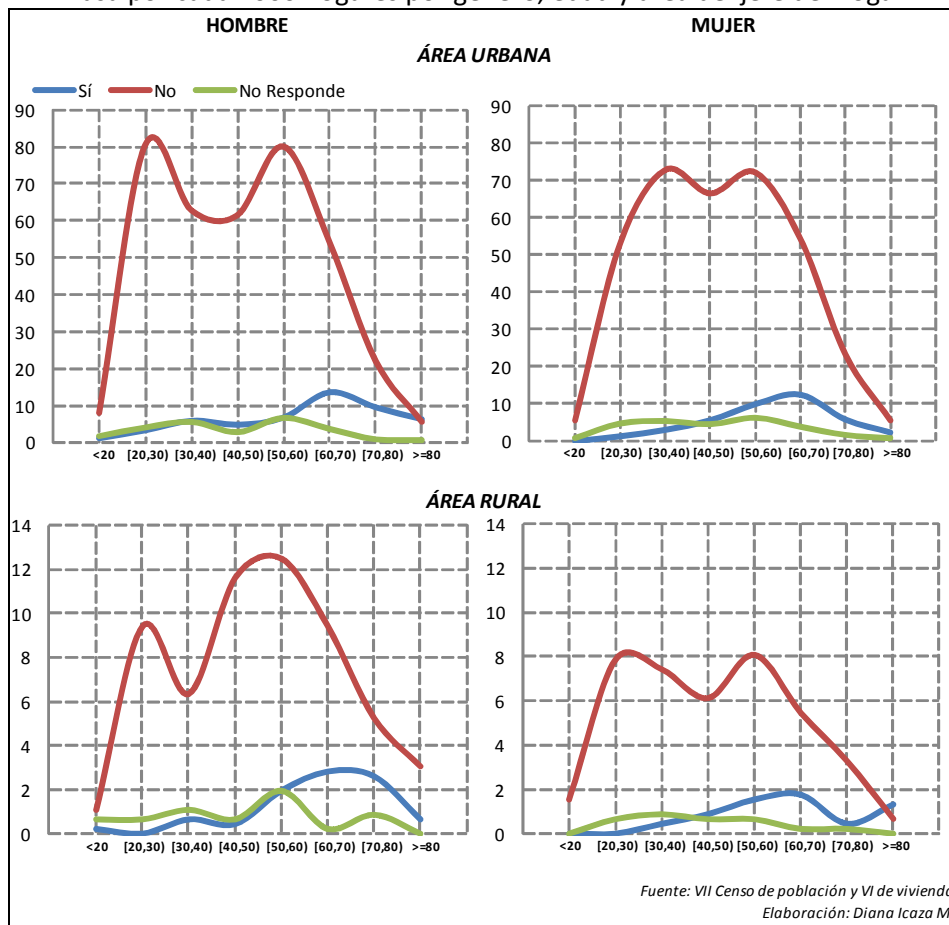 HOMBRE MUJER
ÁREA URBANA
Sí No No Responde
90 90
80 80
70 70
60 60
50 50
40 40
30 30
20 20
10 10
0 0
<20 [20,30) [30,40) [40,50) [50,60) [60,70) [70,80) >=80 <20 [20,30) [30,40) [40,50) [50,60) [60,70) [70,80) >=80
ÁREA RURAL
14 14
12 12
10 10
8 8
6 6
4 4
2 2
0 0
<20 [20,30) [30,40) [40,50) [50,60) [60,70) [70,80) >=80 <20 [20,30) [30,40) [40,50) [50,60) [60,70) [70,80) >=80
Fuente: VII Censo de población y VI de vivienda
Elaboración: Diana Icaza M